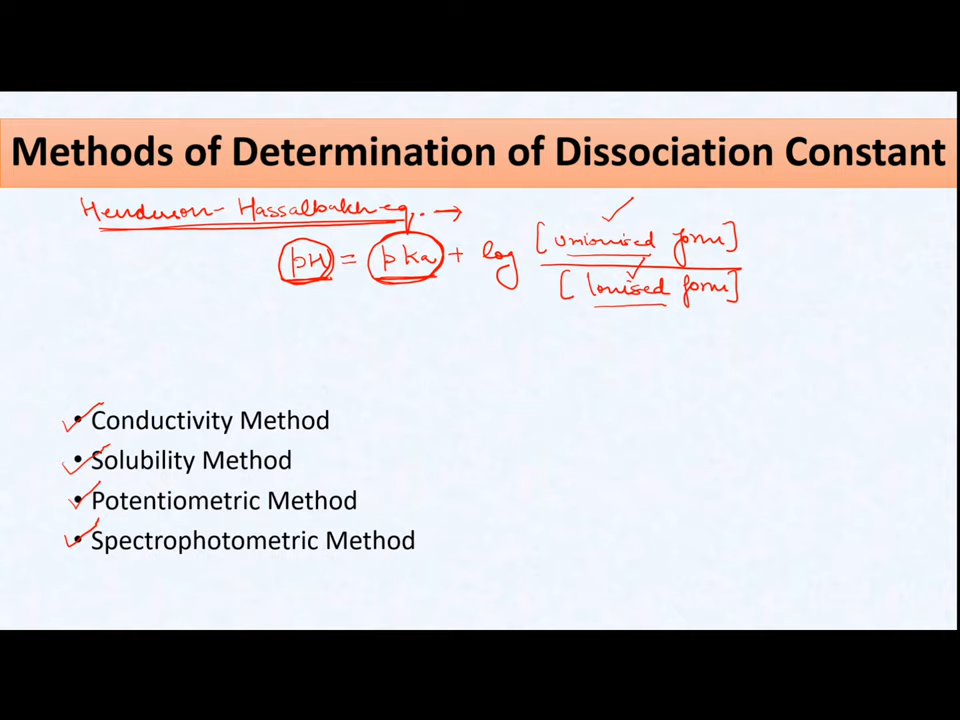 Methods of Determination of Dissociation Constant
Henderson-Hassalbalch eq. →
pH = pKa + log [unionised form]
[Ionised form]
• Conductivity Method
• Solubility Method
• Potentiometric Method
• Spectrophotometric Method